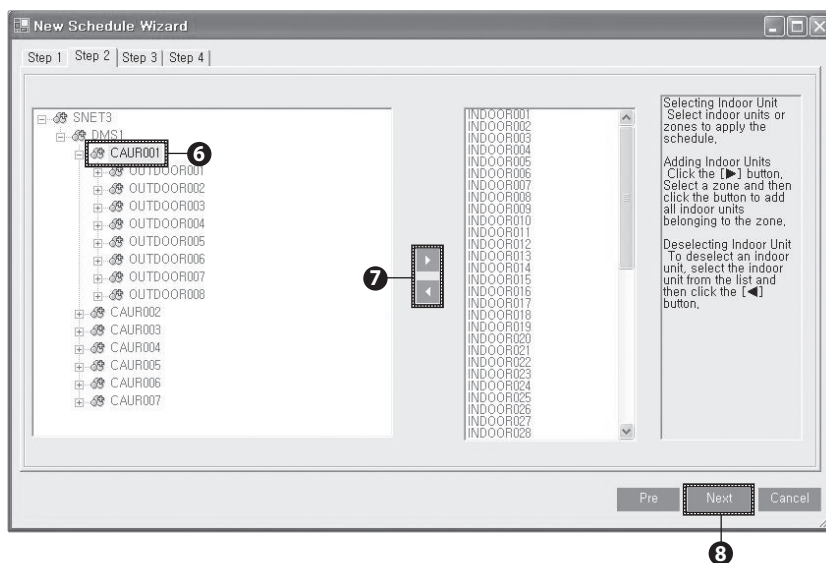 New Schedule Wizard
Step 1 Step 2 Step 3 Step 4
SNET3
DMS1
CAUR001
6
OUTDOOR001
OUTDOOR002
OUTDOOR003
OUTDOOR004
OUTDOOR005
OUTDOOR006
OUTDOOR007
OUTDOOR008
CAUR002
CAUR003
CAUR004
CAUR005
CAUR006
CAUR007
7
INDOOR001
INDOOR002
INDOOR003
INDOOR004
INDOOR005
INDOOR006
INDOOR007
INDOOR008
INDOOR009
INDOOR010
INDOOR011
INDOOR012
INDOOR013
INDOOR014
INDOOR015
INDOOR016
INDOOR017
INDOOR018
INDOOR019
INDOOR020
INDOOR021
INDOOR022
INDOOR023
INDOOR024
INDOOR025
INDOOR026
INDOOR027
INDOOR028
Selecting Indoor Unit
Select indoor units or
zones to apply the
schedule.
Adding Indoor Units
Click the [▶] button.
Select a zone and then
click the button to add
all indoor units
belonging to the zone.
Deselecting Indoor Unit
To deselect an indoor
unit, select the indoor
unit from the list and
then click the [◀]
button.
Pre Next Cancel
8